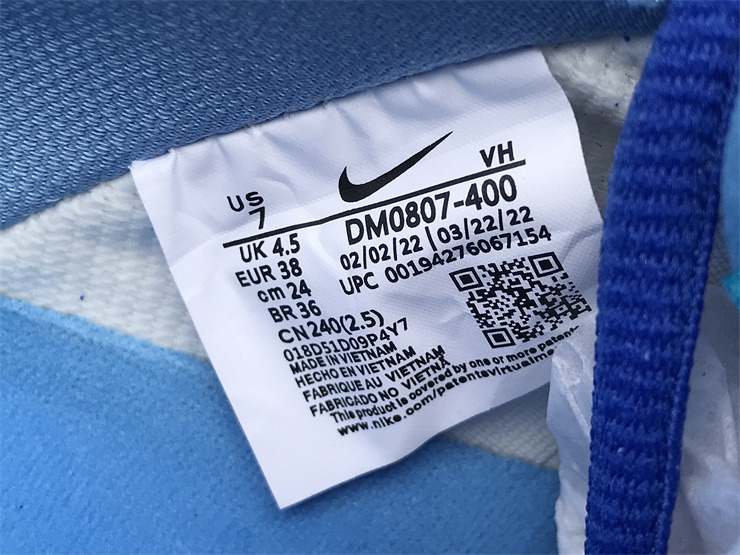 US
7
VH
UK 4.5
EUR 38
cm 24
BR 36
CN 240(2.5)
DM0807-400
02/02/22 | 03/22/22
UPC 00194276067154
018D51D09P4Y7
MADE IN VIETNAM
HECHO EN VIETNAM
FABRIQUE AU VIETNAM
FABRICADO NO VIETNÃ
This product is covered by one or more
www.nike.com/patents